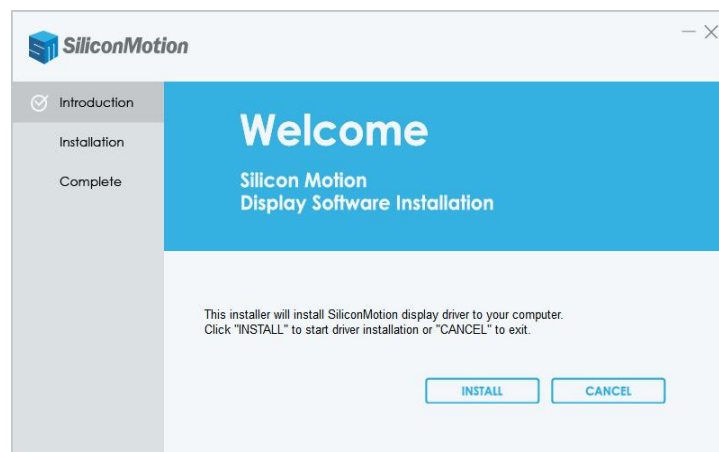 SiliconMotion
Introduction
Installation
Complete
Welcome
Silicon Motion
Display Software Installation
This installer will install SiliconMotion display driver to your computer.
Click "INSTALL" to start driver installation or "CANCEL" to exit.
INSTALL
CANCEL